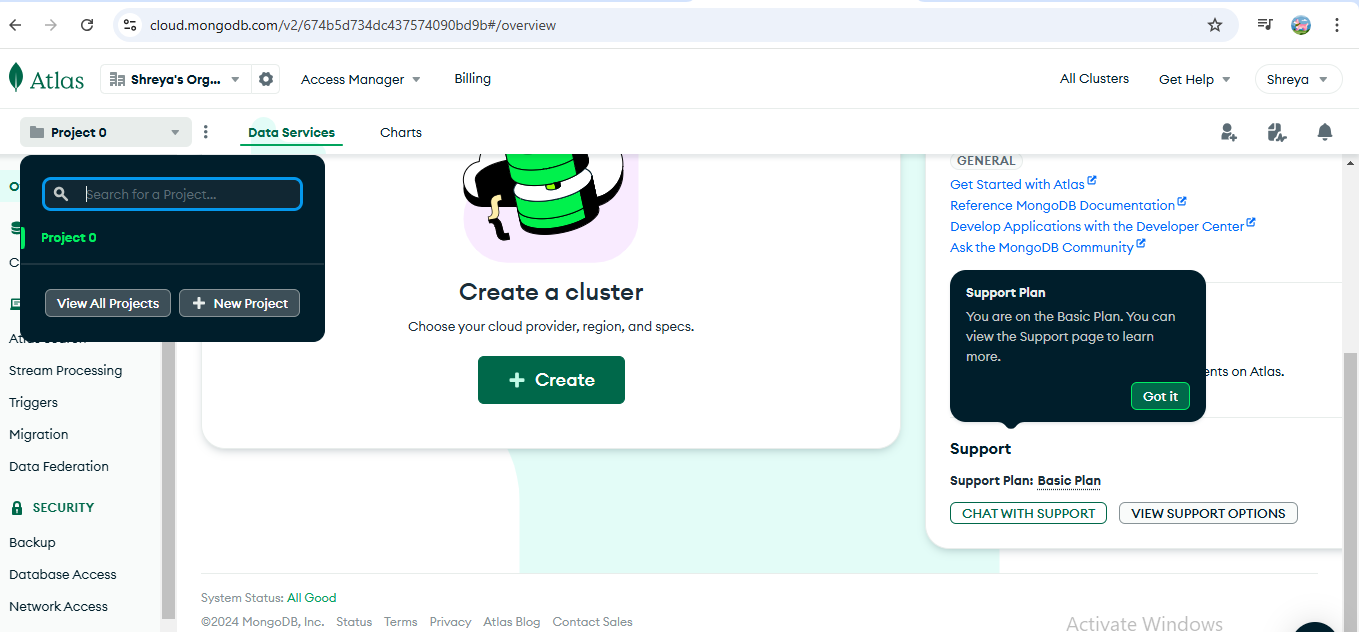 cloud.mongodb.com/v2/674b5d734dc437574090bd9b#/overview
Atlas
Shreya's Org...
Access Manager
Billing
All Clusters
Get Help
Shreya
Project 0
Data Services
Charts
Search for a Project...
Project 0
View All Projects
+ New Project
Stream Processing
Triggers
Migration
Data Federation
SECURITY
Backup
Database Access
Network Access
Create a cluster
Choose your cloud provider, region, and specs.
+ Create
GENERAL
Get Started with Atlas
Reference MongoDB Documentation
Develop Applications with the Developer Center
Ask the MongoDB Community
Support Plan
You are on the Basic Plan. You can
view the Support page to learn
more.
Got it
on Atlas.
Support
Support Plan: Basic Plan
CHAT WITH SUPPORT
VIEW SUPPORT OPTIONS
System Status: All Good
©2024 MongoDB, Inc. Status Terms Privacy Atlas Blog Contact Sales
Activate Windows